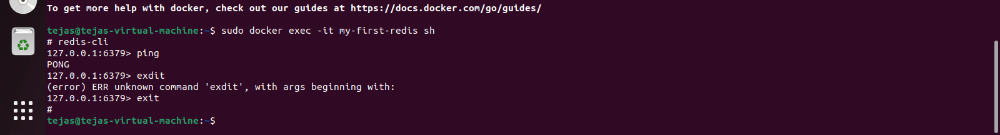 To get more help with docker, check out our guides at https://docs.docker.com/go/guides/
tejas@tejas-virtual-machine:~$ sudo docker exec -it my-first-redis sh
# redis-cli
127.0.0.1:6379> ping
PONG
127.0.0.1:6379> exdit
(error) ERR unknown command 'exdit', with args beginning with:
127.0.0.1:6379> exit
#
tejas@tejas-virtual-machine:~$